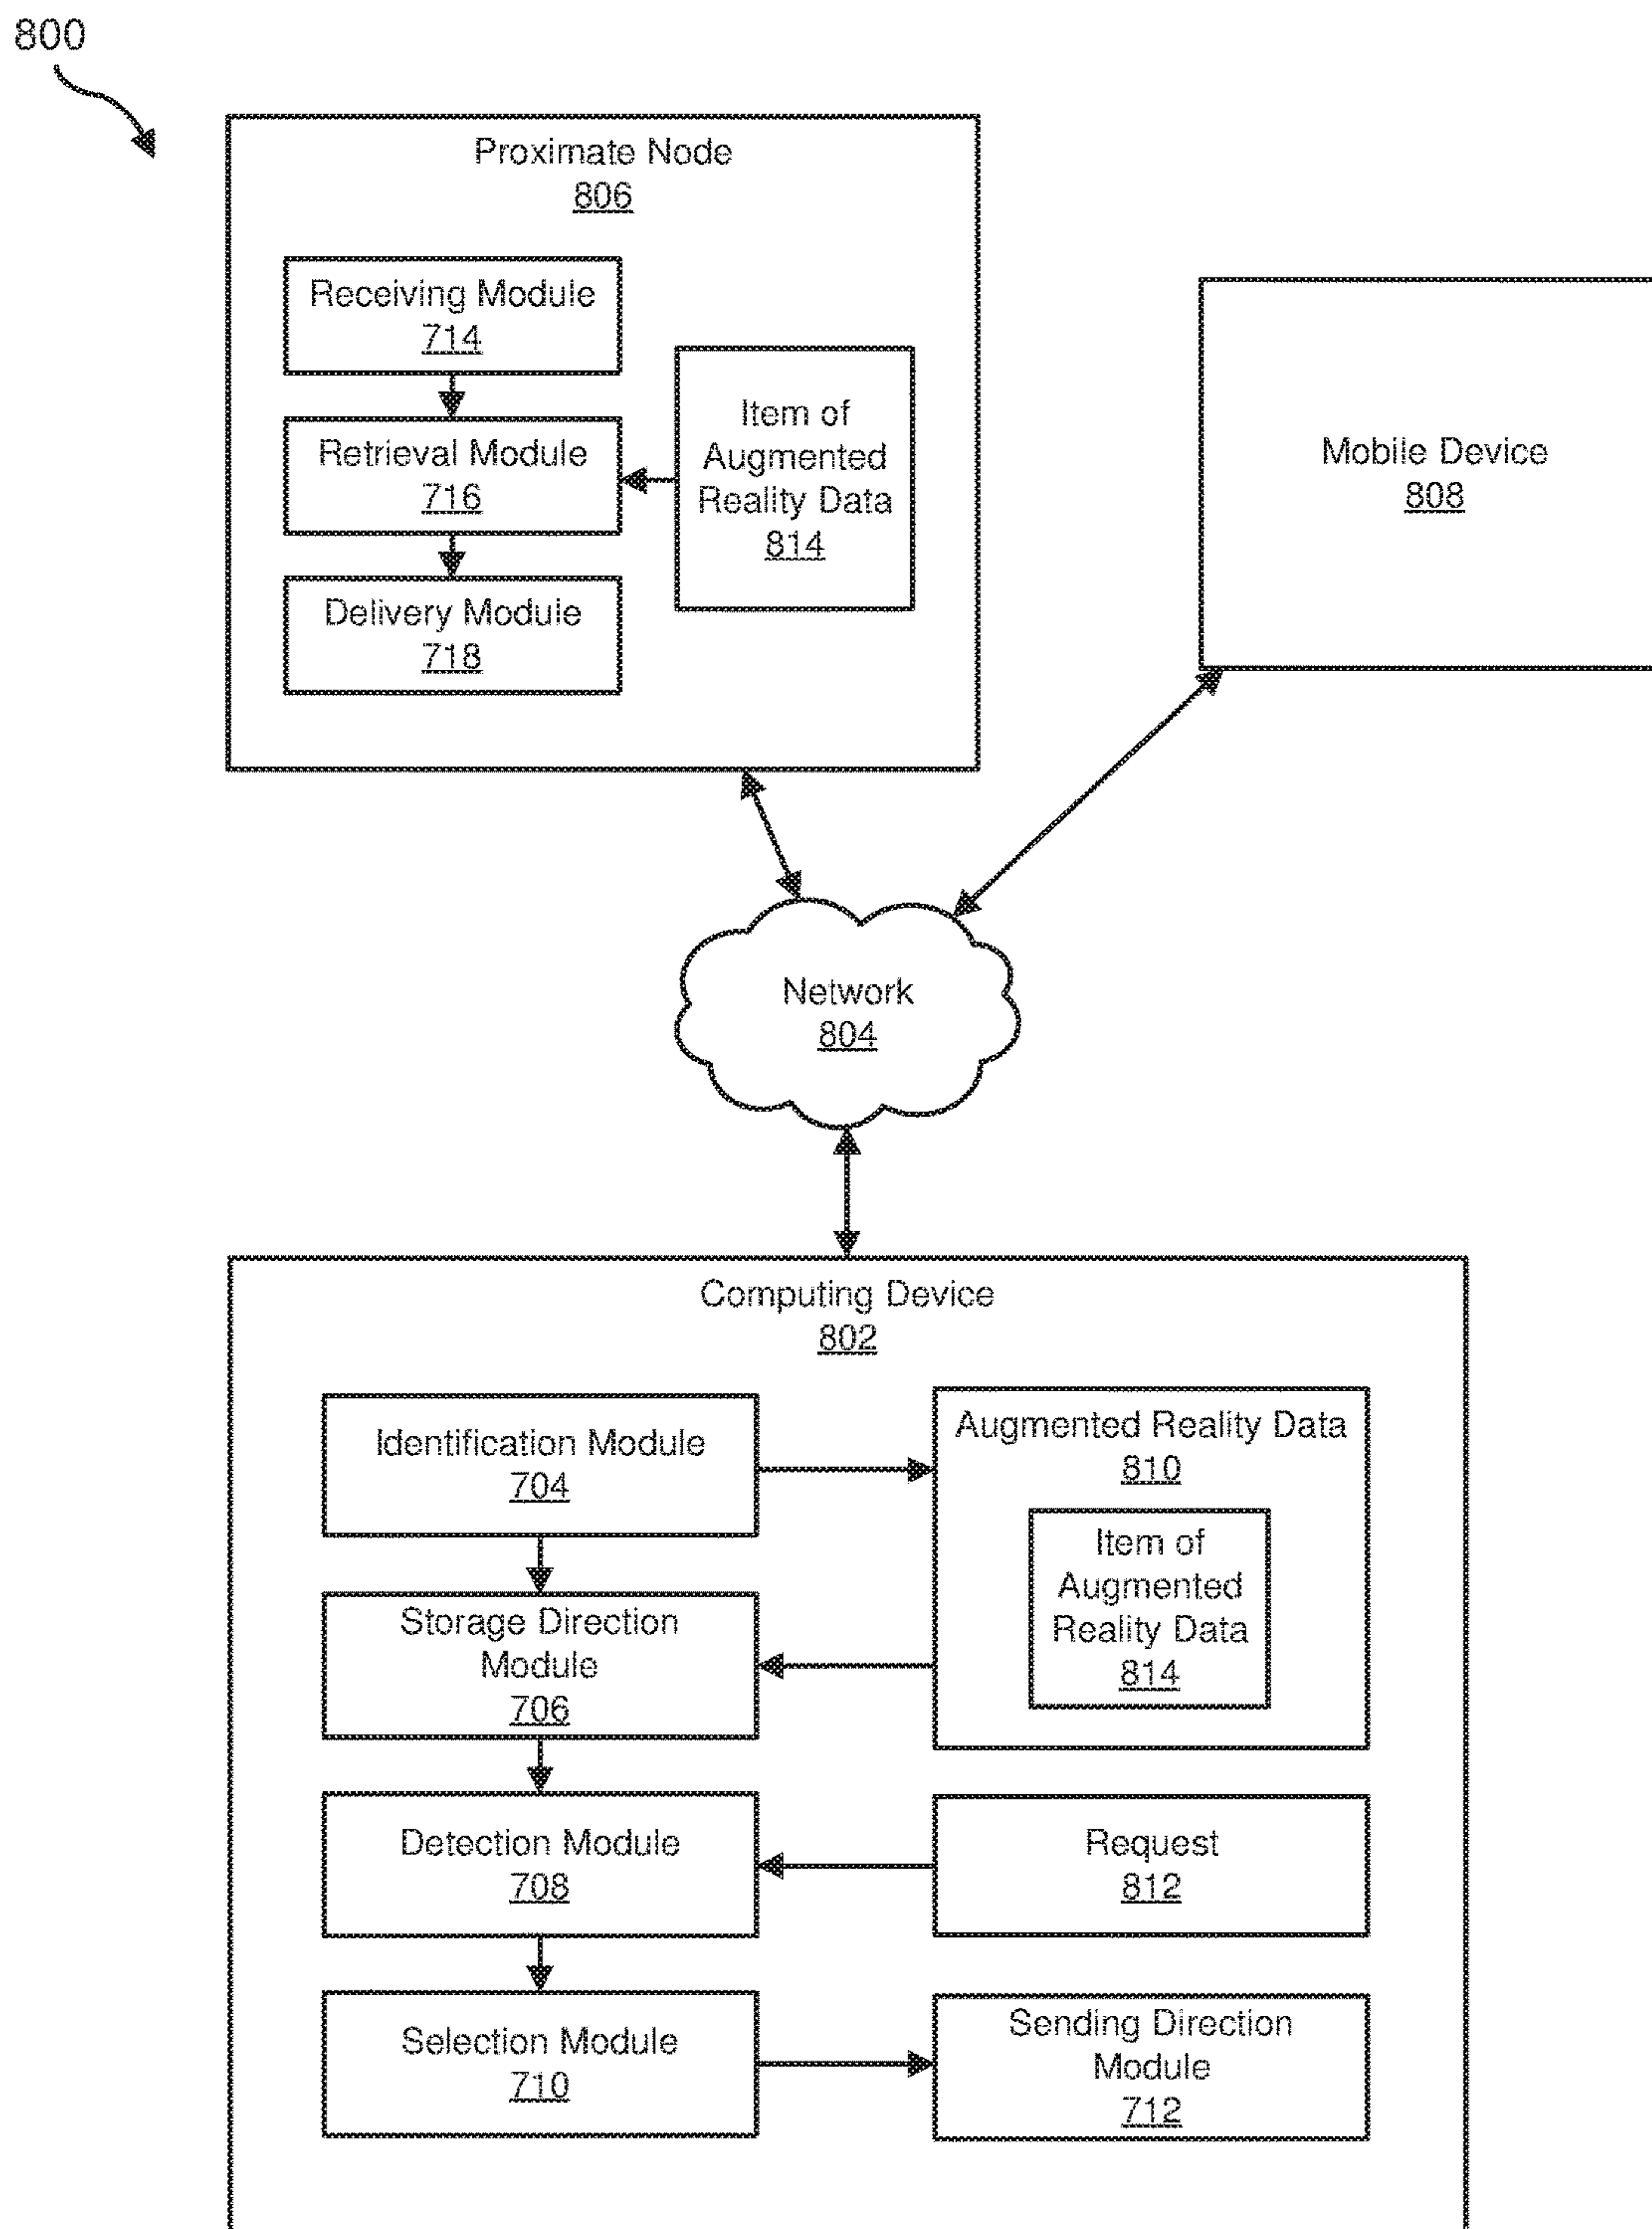 800
Proximate Node
806
Receiving Module
714
Retrieval Module
716
Delivery Module
718
Item of
Augmented
Reality Data
814
Mobile Device
808
Network
804
Computing Device
802
Identification Module
704
Augmented Reality Data
810
Item of
Augmented
Reality Data
814
Storage Direction
Module
706
Detection Module
708
Request
812
Selection Module
710
Sending Direction
Module
712